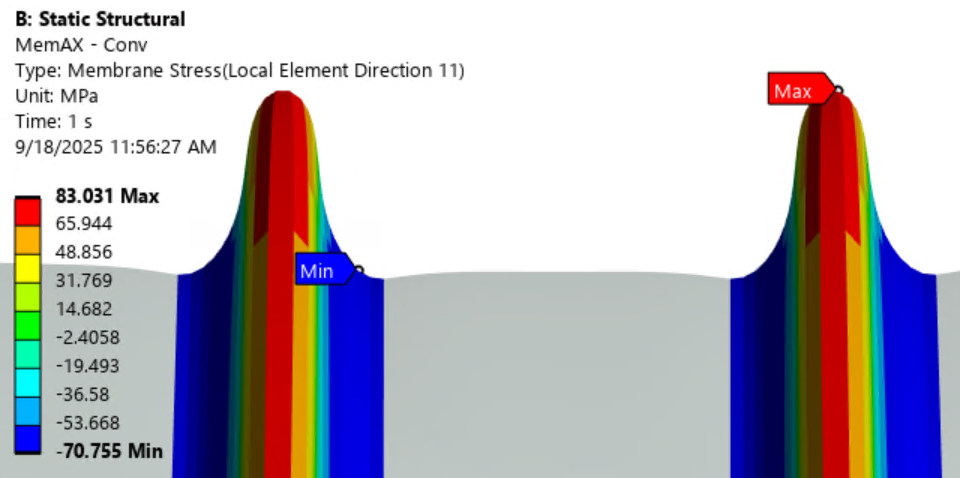 B: Static Structural
MemAX - Conv
Type: Membrane Stress(Local Element Direction 11)
Unit: MPa
Time: 1 s
9/18/2025 11:56:27 AM
Max
83.031 Max
65.944
48.856
Min
31.769
14.682
-2.4058
-19.493
-36.58
-53.668
-70.755 Min